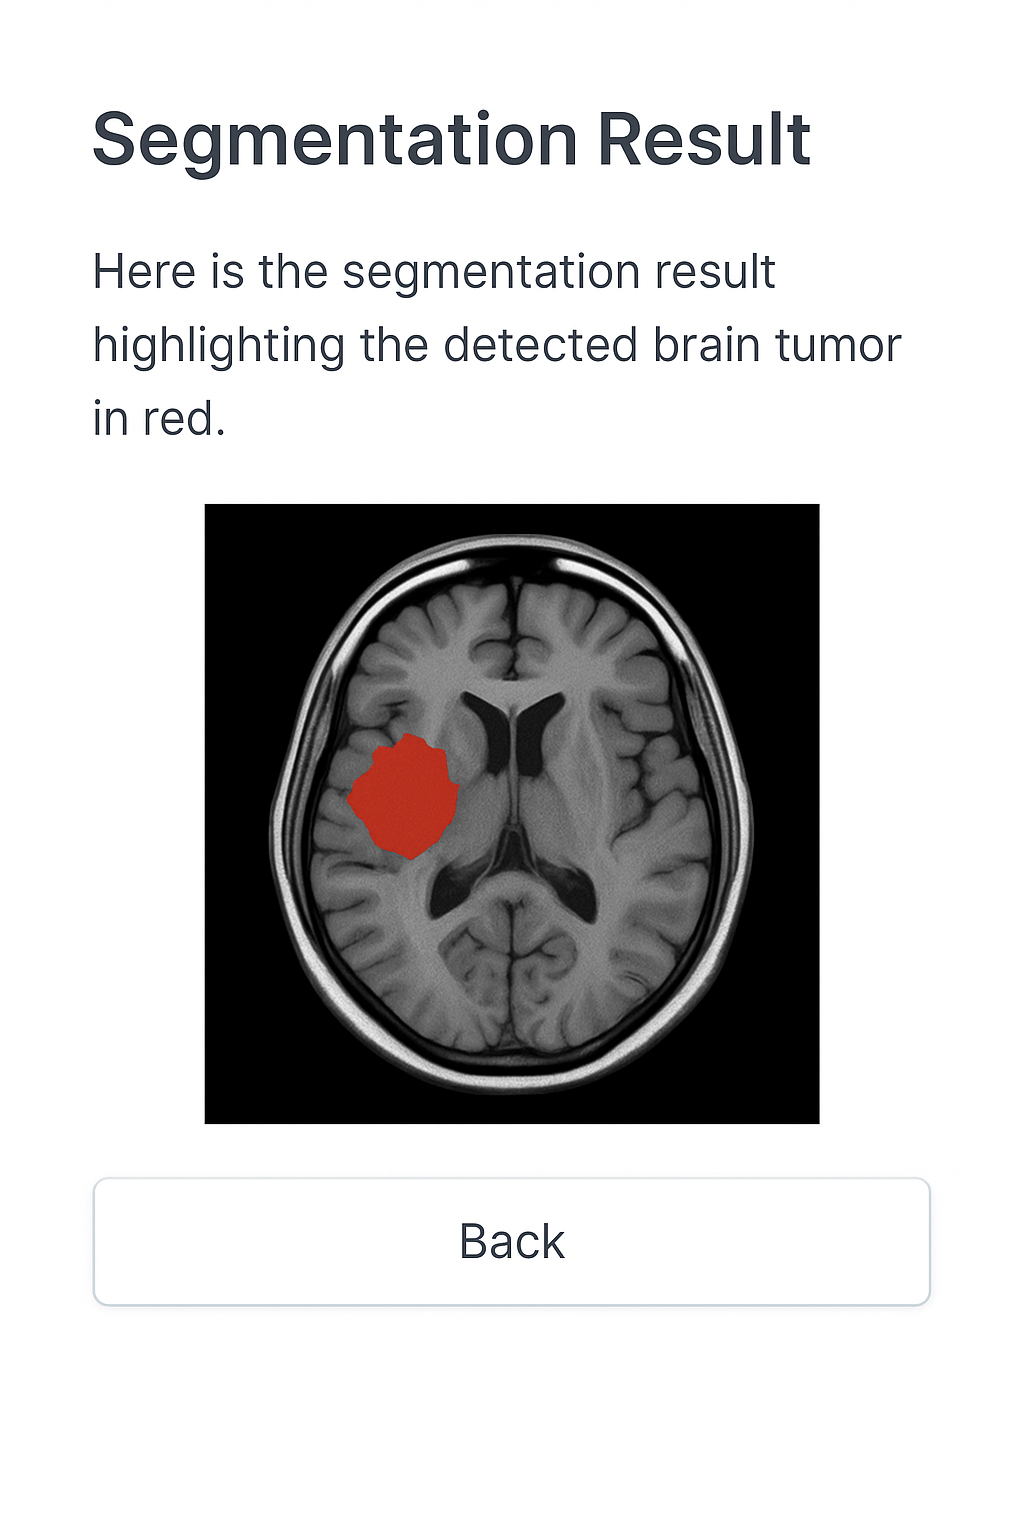 Segmentation Result
Here is the segmentation result
highlighting the detected brain tumor
in red.
Back